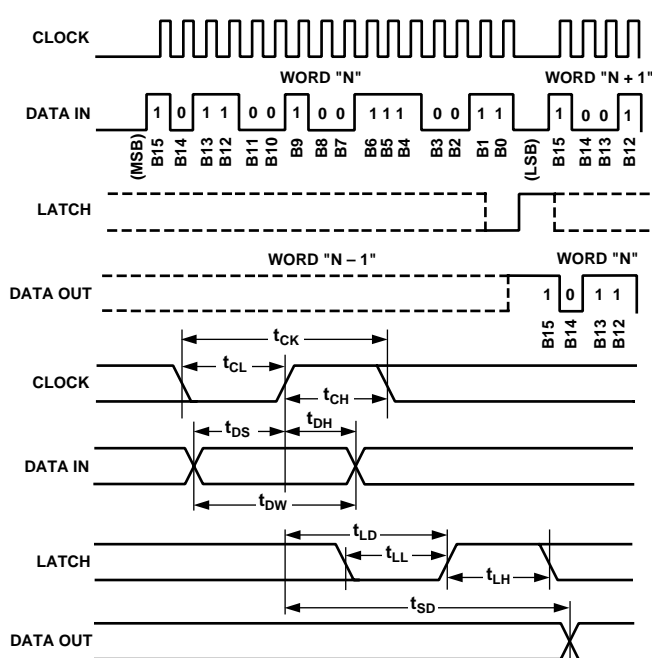 CLOCK
WORD "N" WORD "N + 1"
DATA IN 1 0 1 1 0 0 1 0 0 1 1 1 0 0 1 1 1 0 0 1
(MSB) B15 B14 B13 B12 B11 B10 B9 B8 B7 B6 B5 B4 B3 B2 B1 B0 (LSB) B15 B14 B13 B12
LATCH
WORD "N – 1" WORD "N"
DATA OUT 1 0 1 1
B15 B14 B13 B12
tCK
tCL
CLOCK
tCH
tDS tDH
DATA IN
tDW
tLD
tLL
LATCH
tLH
tSD
DATA OUT